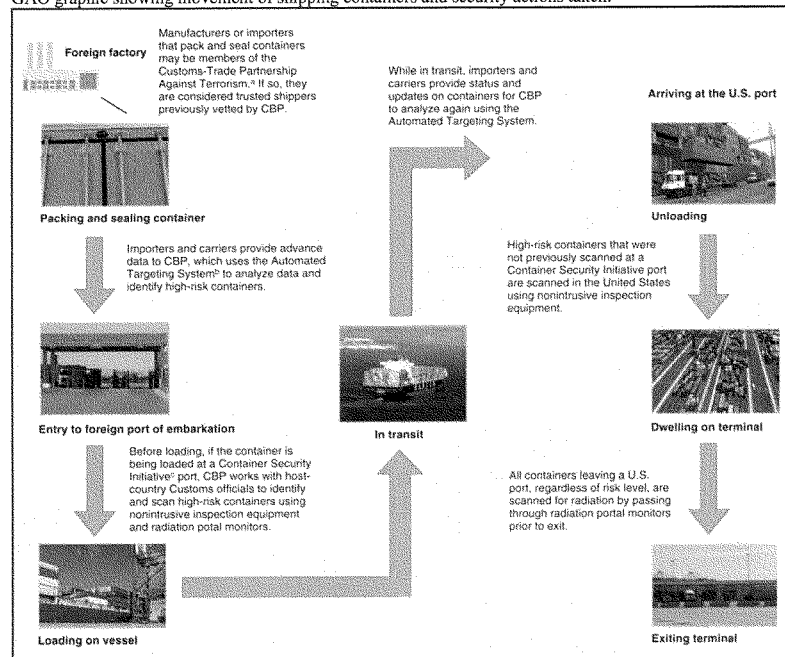 GAO graphic showing movement of shipping containers and security actions taken.
Foreign factory
Manufacturers or importers
that pack and seal containers
may be members of the
Customs-Trade Partnership
Against Terrorism.ᵃ If so, they
are considered trusted shippers
previously vetted by CBP.
Packing and sealing container
Importers and carriers provide advance
data to CBP, which uses the Automated
Targeting Systemᵇ to analyze data and
identify high-risk containers.
Entry to foreign port of embarkation
Before loading, if the container is
being loaded at a Container Security
Initiativeᶜ port, CBP works with host-
country Customs officials to identify
and scan high-risk containers using
nonintrusive inspection equipment
and radiation potal monitors.
Loading on vessel
In transit
While in transit, importers and
carriers provide status and
updates on containers for CBP
to analyze again using the
Automated Targeting System.
Arriving at the U.S. port
Unloading
High-risk containers that were
not previously scanned at a
Container Security Initiative port
are scanned in the United States
using nonintrusive inspection
equipment.
Dwelling on terminal
All containers leaving a U.S.
port, regardless of risk level, are
scanned for radiation by passing
through radiation portal monitors
prior to exit.
Exiting terminal